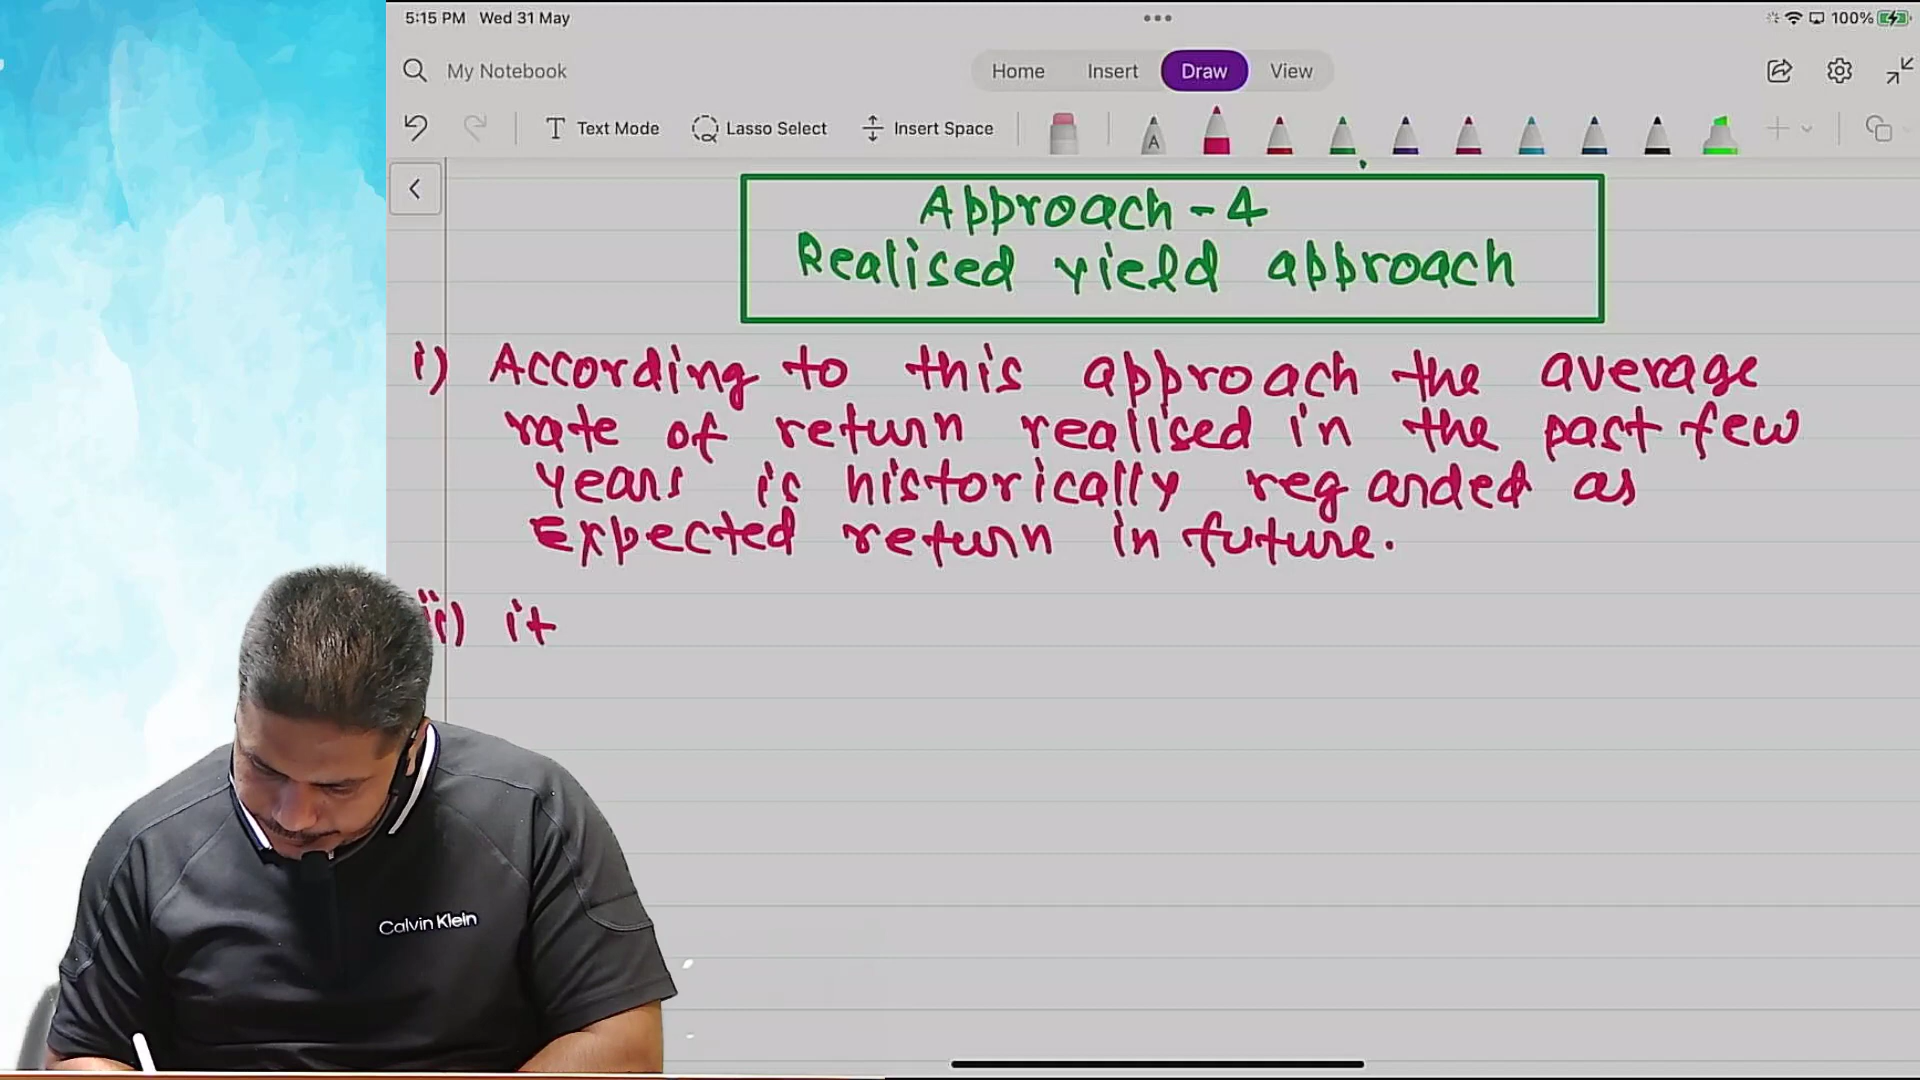 5:15 PM Wed 31 May
100%
My Notebook
Home Insert Draw View
Text Mode Lasso Select Insert Space
A
Approach - 4
Realised yield approach
i) According to this approach the average
rate of return realised in the past few
years is historically regarded as
Expected return in future.
ii) it
Calvin Klein